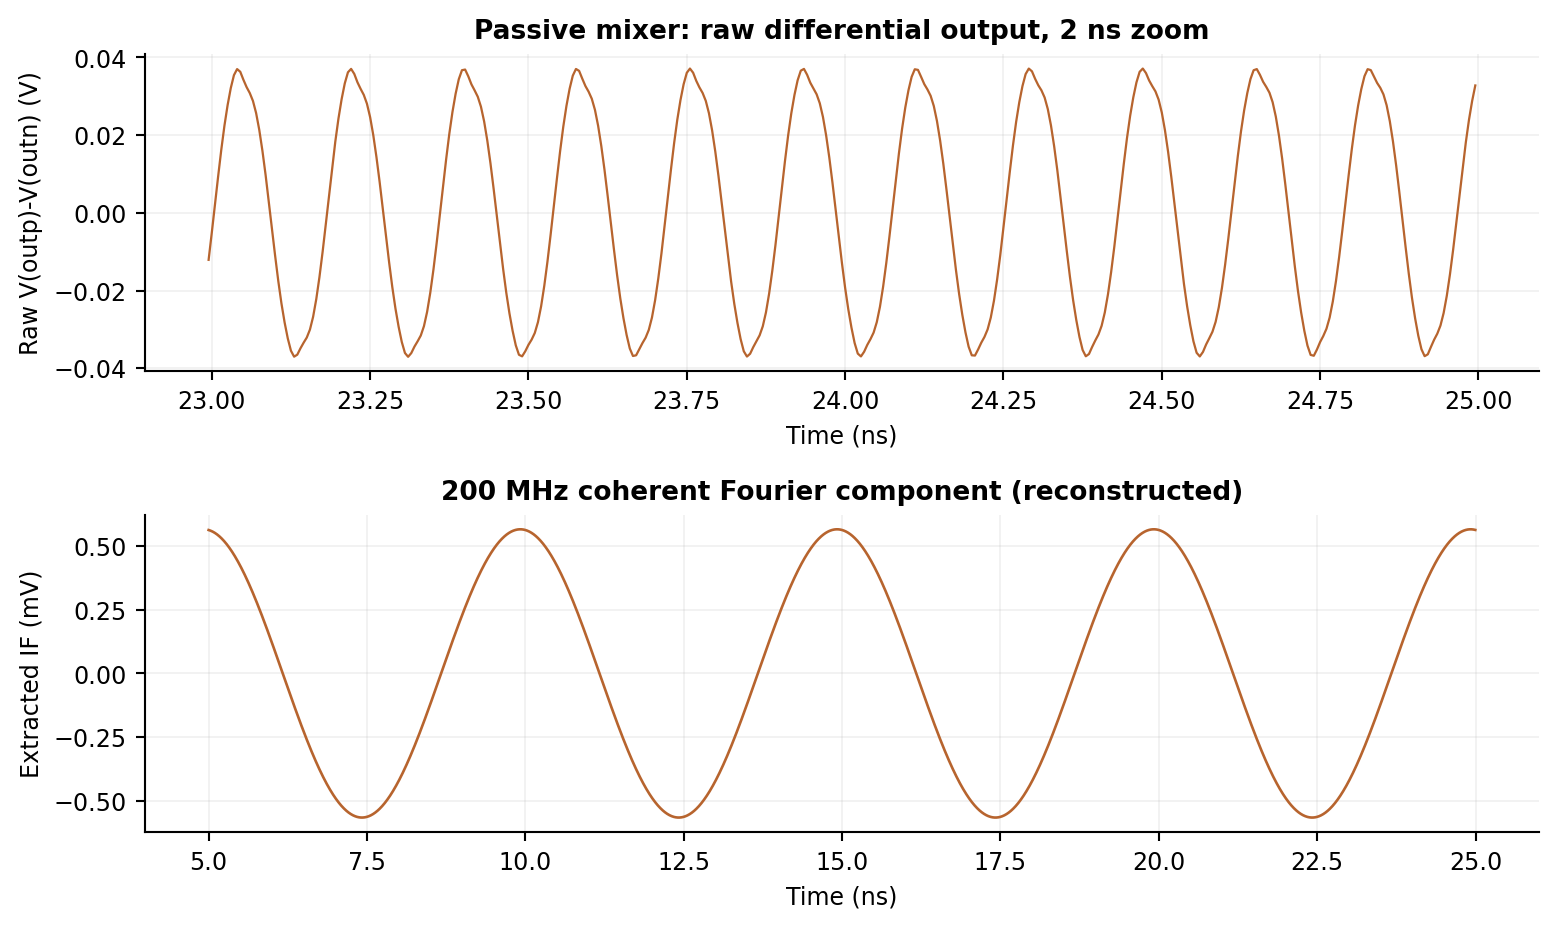 Passive mixer: raw differential output, 2 ns zoom
Raw V(outp)-V(outn) (V)
0.04
0.02
0.00
−0.02
−0.04
23.00 23.25 23.50 23.75 24.00 24.25 24.50 24.75 25.00
Time (ns)
200 MHz coherent Fourier component (reconstructed)
Extracted IF (mV)
0.50
0.25
0.00
−0.25
−0.50
5.0 7.5 10.0 12.5 15.0 17.5 20.0 22.5 25.0
Time (ns)